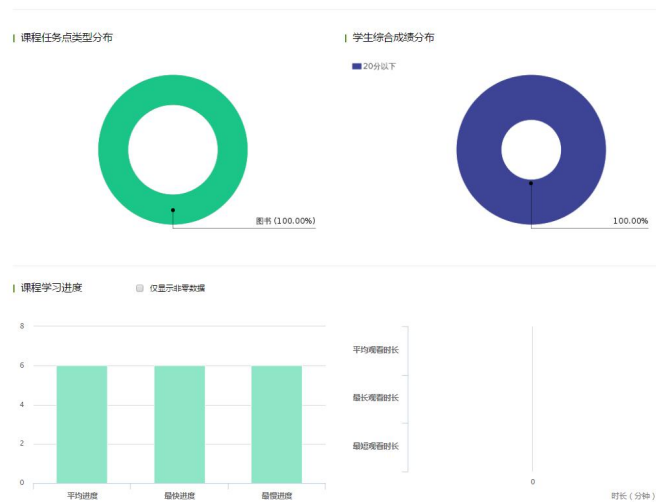 课程任务点类型分布
学生综合成绩分布
20分以下
图书 (100.00%)
100.00%
课程学习进度
仅显示非零数据
8
6
4
2
0
平均进度
最快进度
最慢进度
平均观看时长
最长观看时长
最短观看时长
0
时长 ( 分钟 )